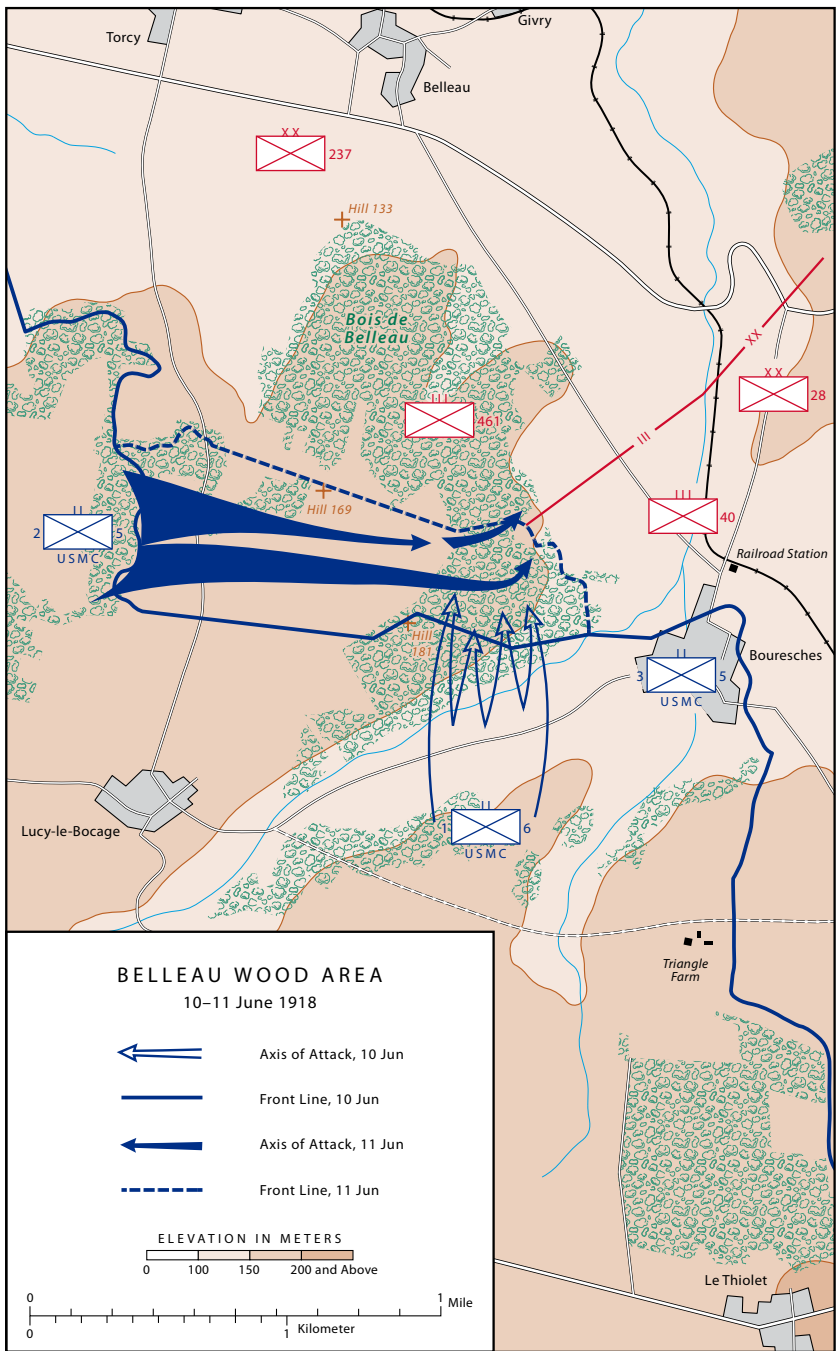 Givry
Torcy
Belleau
XX
237
Hill 133
Bois de
Belleau
XX
XX
28
III
461
III
Hill 169
III
40
II
2 5
USMC
Railroad Station
Hill
181
Bouresches
II
3 5
USMC
Lucy-le-Bocage
II
1 6
USMC
Triangle
Farm
BELLEAU WOOD AREA
10–11 June 1918
Axis of Attack, 10 Jun
Front Line, 10 Jun
Axis of Attack, 11 Jun
Front Line, 11 Jun
ELEVATION IN METERS
0 100 150 200 and Above
Le Thiolet
0 1 Mile
0 1 Kilometer